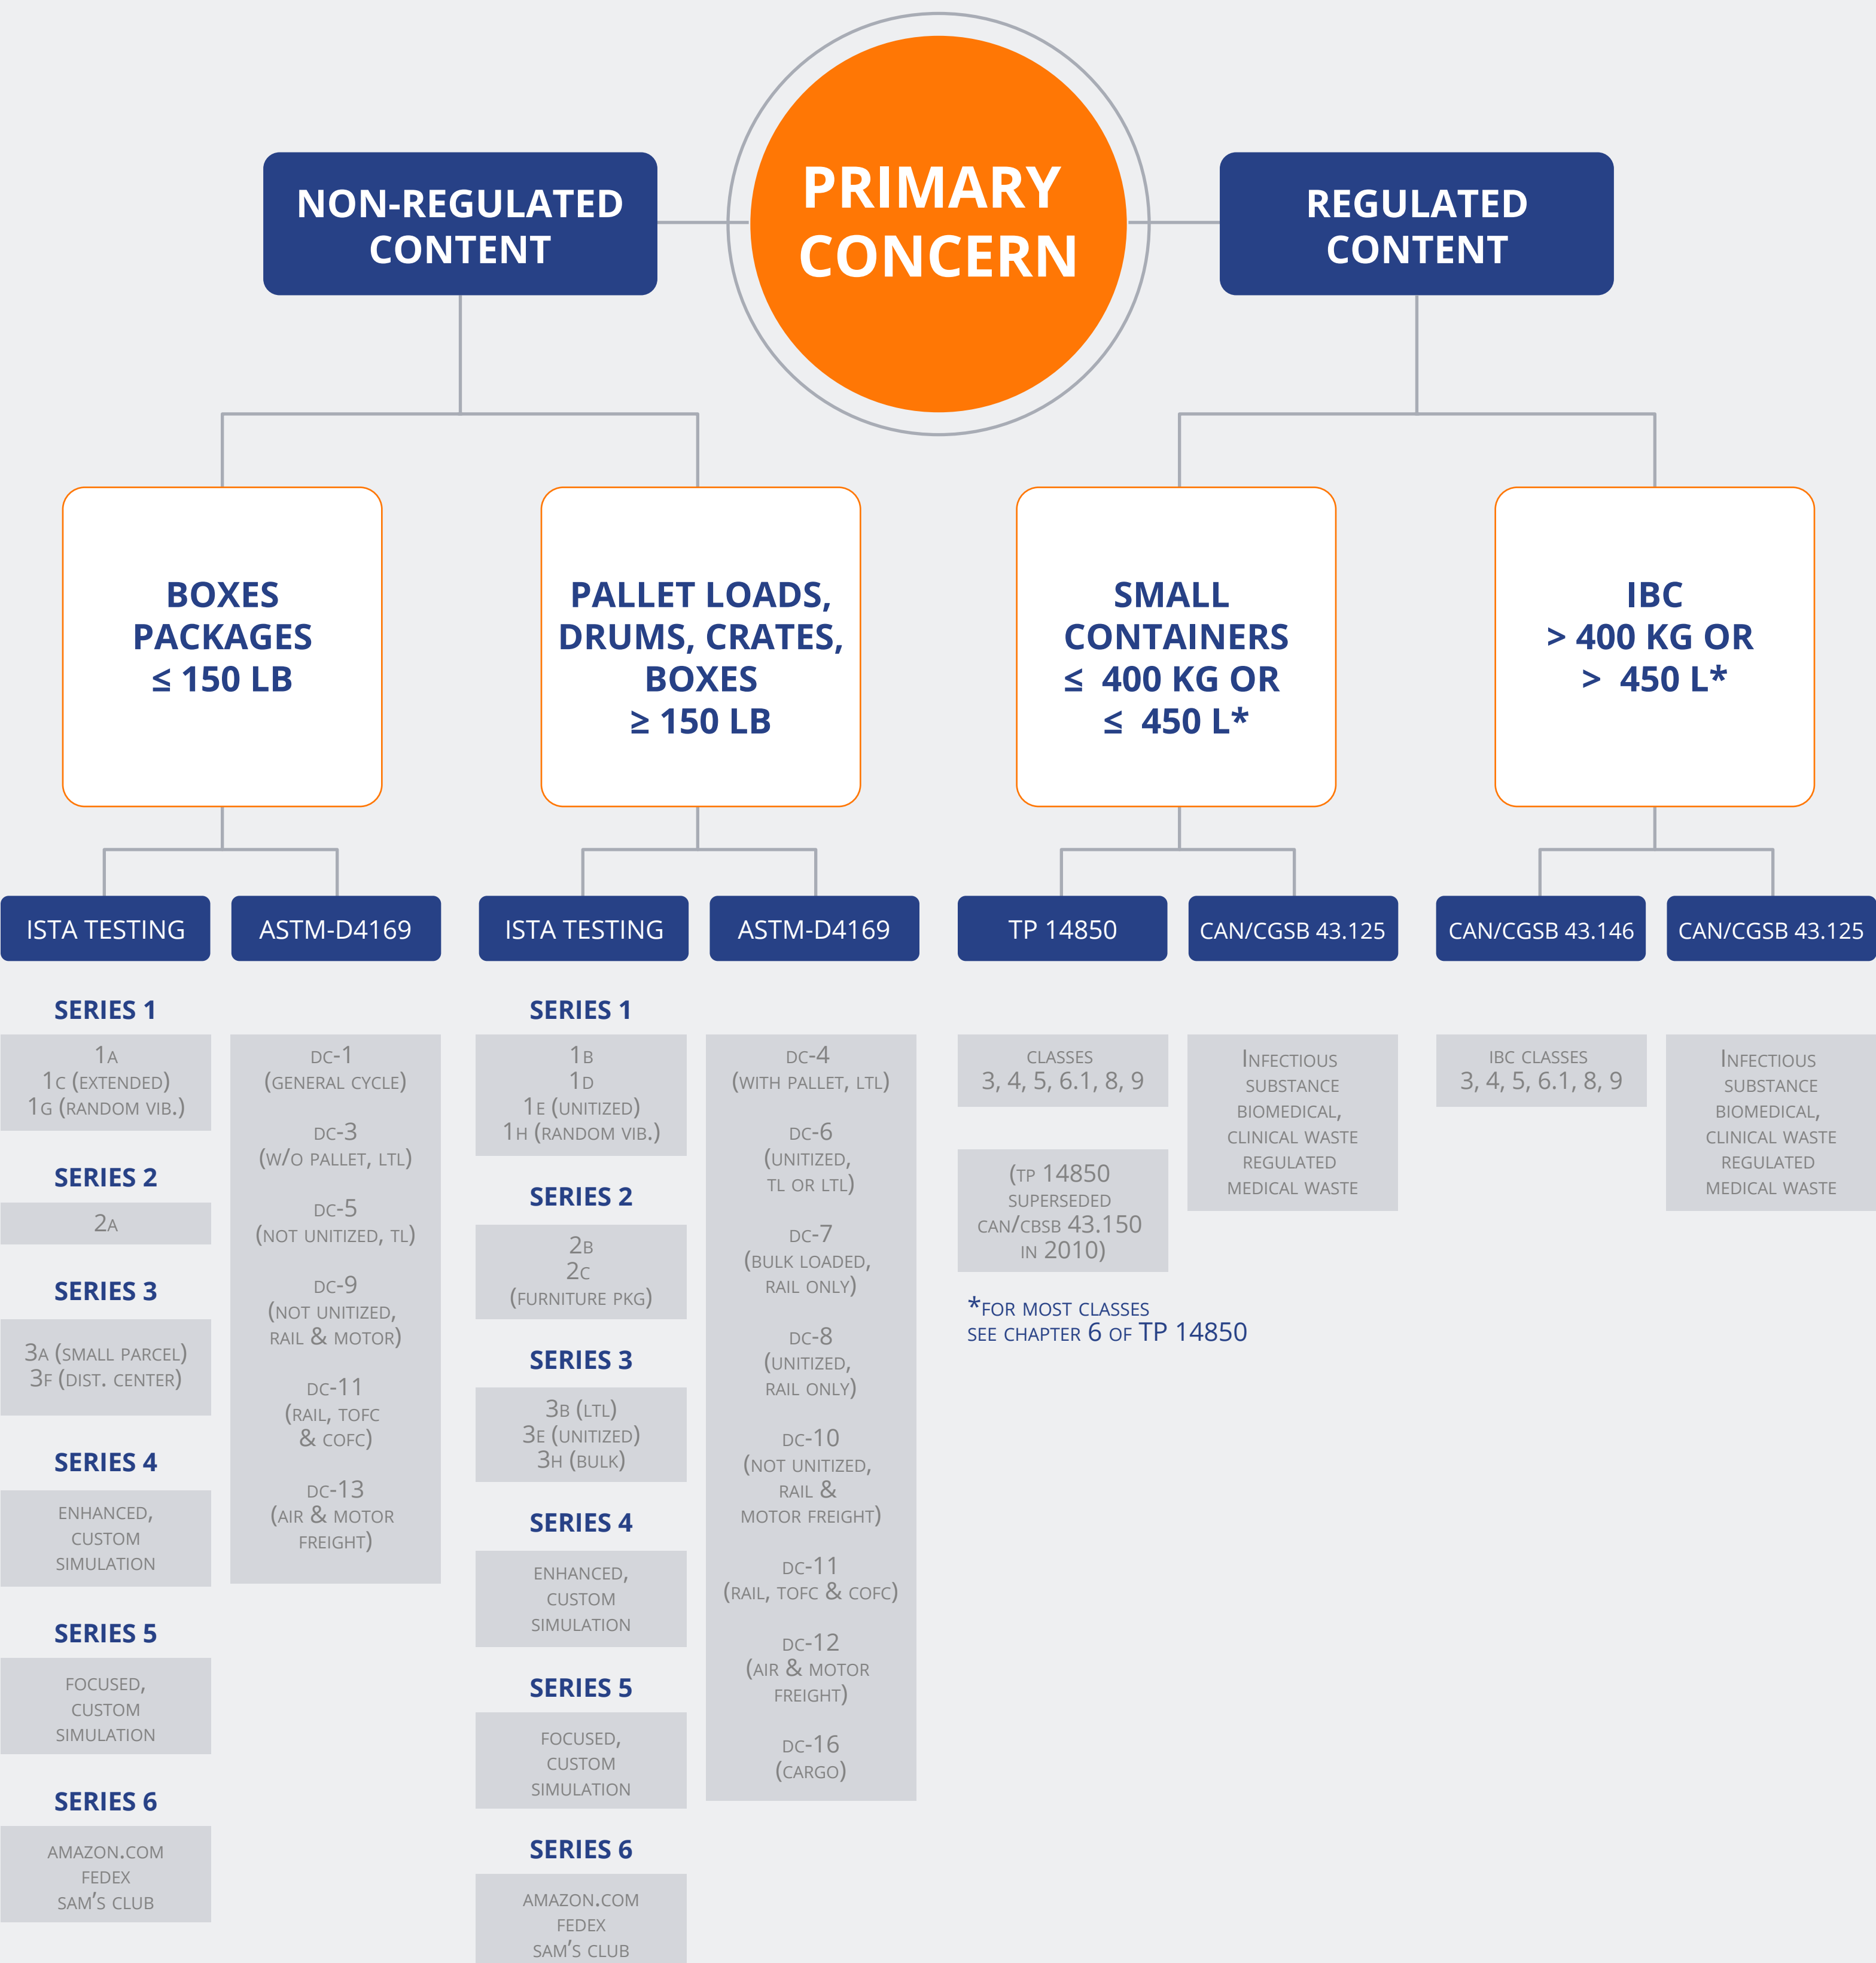 PRIMARY
CONCERN
NON-REGULATED
CONTENT
REGULATED
CONTENT
BOXES
PACKAGES
≤ 150 LB
PALLET LOADS,
DRUMS, CRATES,
BOXES
≥ 150 LB
SMALL
CONTAINERS
≤ 400 KG OR
≤ 450 L*
IBC
> 400 KG OR
> 450 L*
ISTA TESTING
SERIES 1
1A
1C (EXTENDED)
1G (RANDOM VIB.)
SERIES 2
2A
SERIES 3
3A (SMALL PARCEL)
3F (DIST. CENTER)
SERIES 4
ENHANCED,
CUSTOM
SIMULATION
SERIES 5
FOCUSED,
CUSTOM
SIMULATION
SERIES 6
AMAZON.COM
FEDEX
SAM'S CLUB
ASTM-D4169
DC-1
(GENERAL CYCLE)
DC-3
(W/O PALLET, LTL)
DC-5
(NOT UNITIZED, TL)
DC-9
(NOT UNITIZED,
RAIL & MOTOR)
DC-11
(RAIL, TOFC
& COFC)
DC-13
(AIR & MOTOR
FREIGHT)
ISTA TESTING
SERIES 1
1B
1D
1E (UNITIZED)
1H (RANDOM VIB.)
SERIES 2
2B
2C
(FURNITURE PKG)
SERIES 3
3B (LTL)
3E (UNITIZED)
3H (BULK)
SERIES 4
ENHANCED,
CUSTOM
SIMULATION
SERIES 5
FOCUSED,
CUSTOM
SIMULATION
SERIES 6
AMAZON.COM
FEDEX
SAM'S CLUB
ASTM-D4169
DC-4
(WITH PALLET, LTL)
DC-6
(UNITIZED,
TL OR LTL)
DC-7
(BULK LOADED,
RAIL ONLY)
DC-8
(UNITIZED,
RAIL ONLY)
DC-10
(NOT UNITIZED,
RAIL &
MOTOR FREIGHT)
DC-11
(RAIL, TOFC & COFC)
DC-12
(AIR & MOTOR
FREIGHT)
DC-16
(CARGO)
TP 14850
CLASSES
3, 4, 5, 6.1, 8, 9
(TP 14850
SUPERSEDED
CAN/CBSB 43.150
IN 2010)
*FOR MOST CLASSES
SEE CHAPTER 6 OF TP 14850
CAN/CGSB 43.125
INFECTIOUS
SUBSTANCE
BIOMEDICAL,
CLINICAL WASTE
REGULATED
MEDICAL WASTE
CAN/CGSB 43.146
IBC CLASSES
3, 4, 5, 6.1, 8, 9
CAN/CGSB 43.125
INFECTIOUS
SUBSTANCE
BIOMEDICAL,
CLINICAL WASTE
REGULATED
MEDICAL WASTE